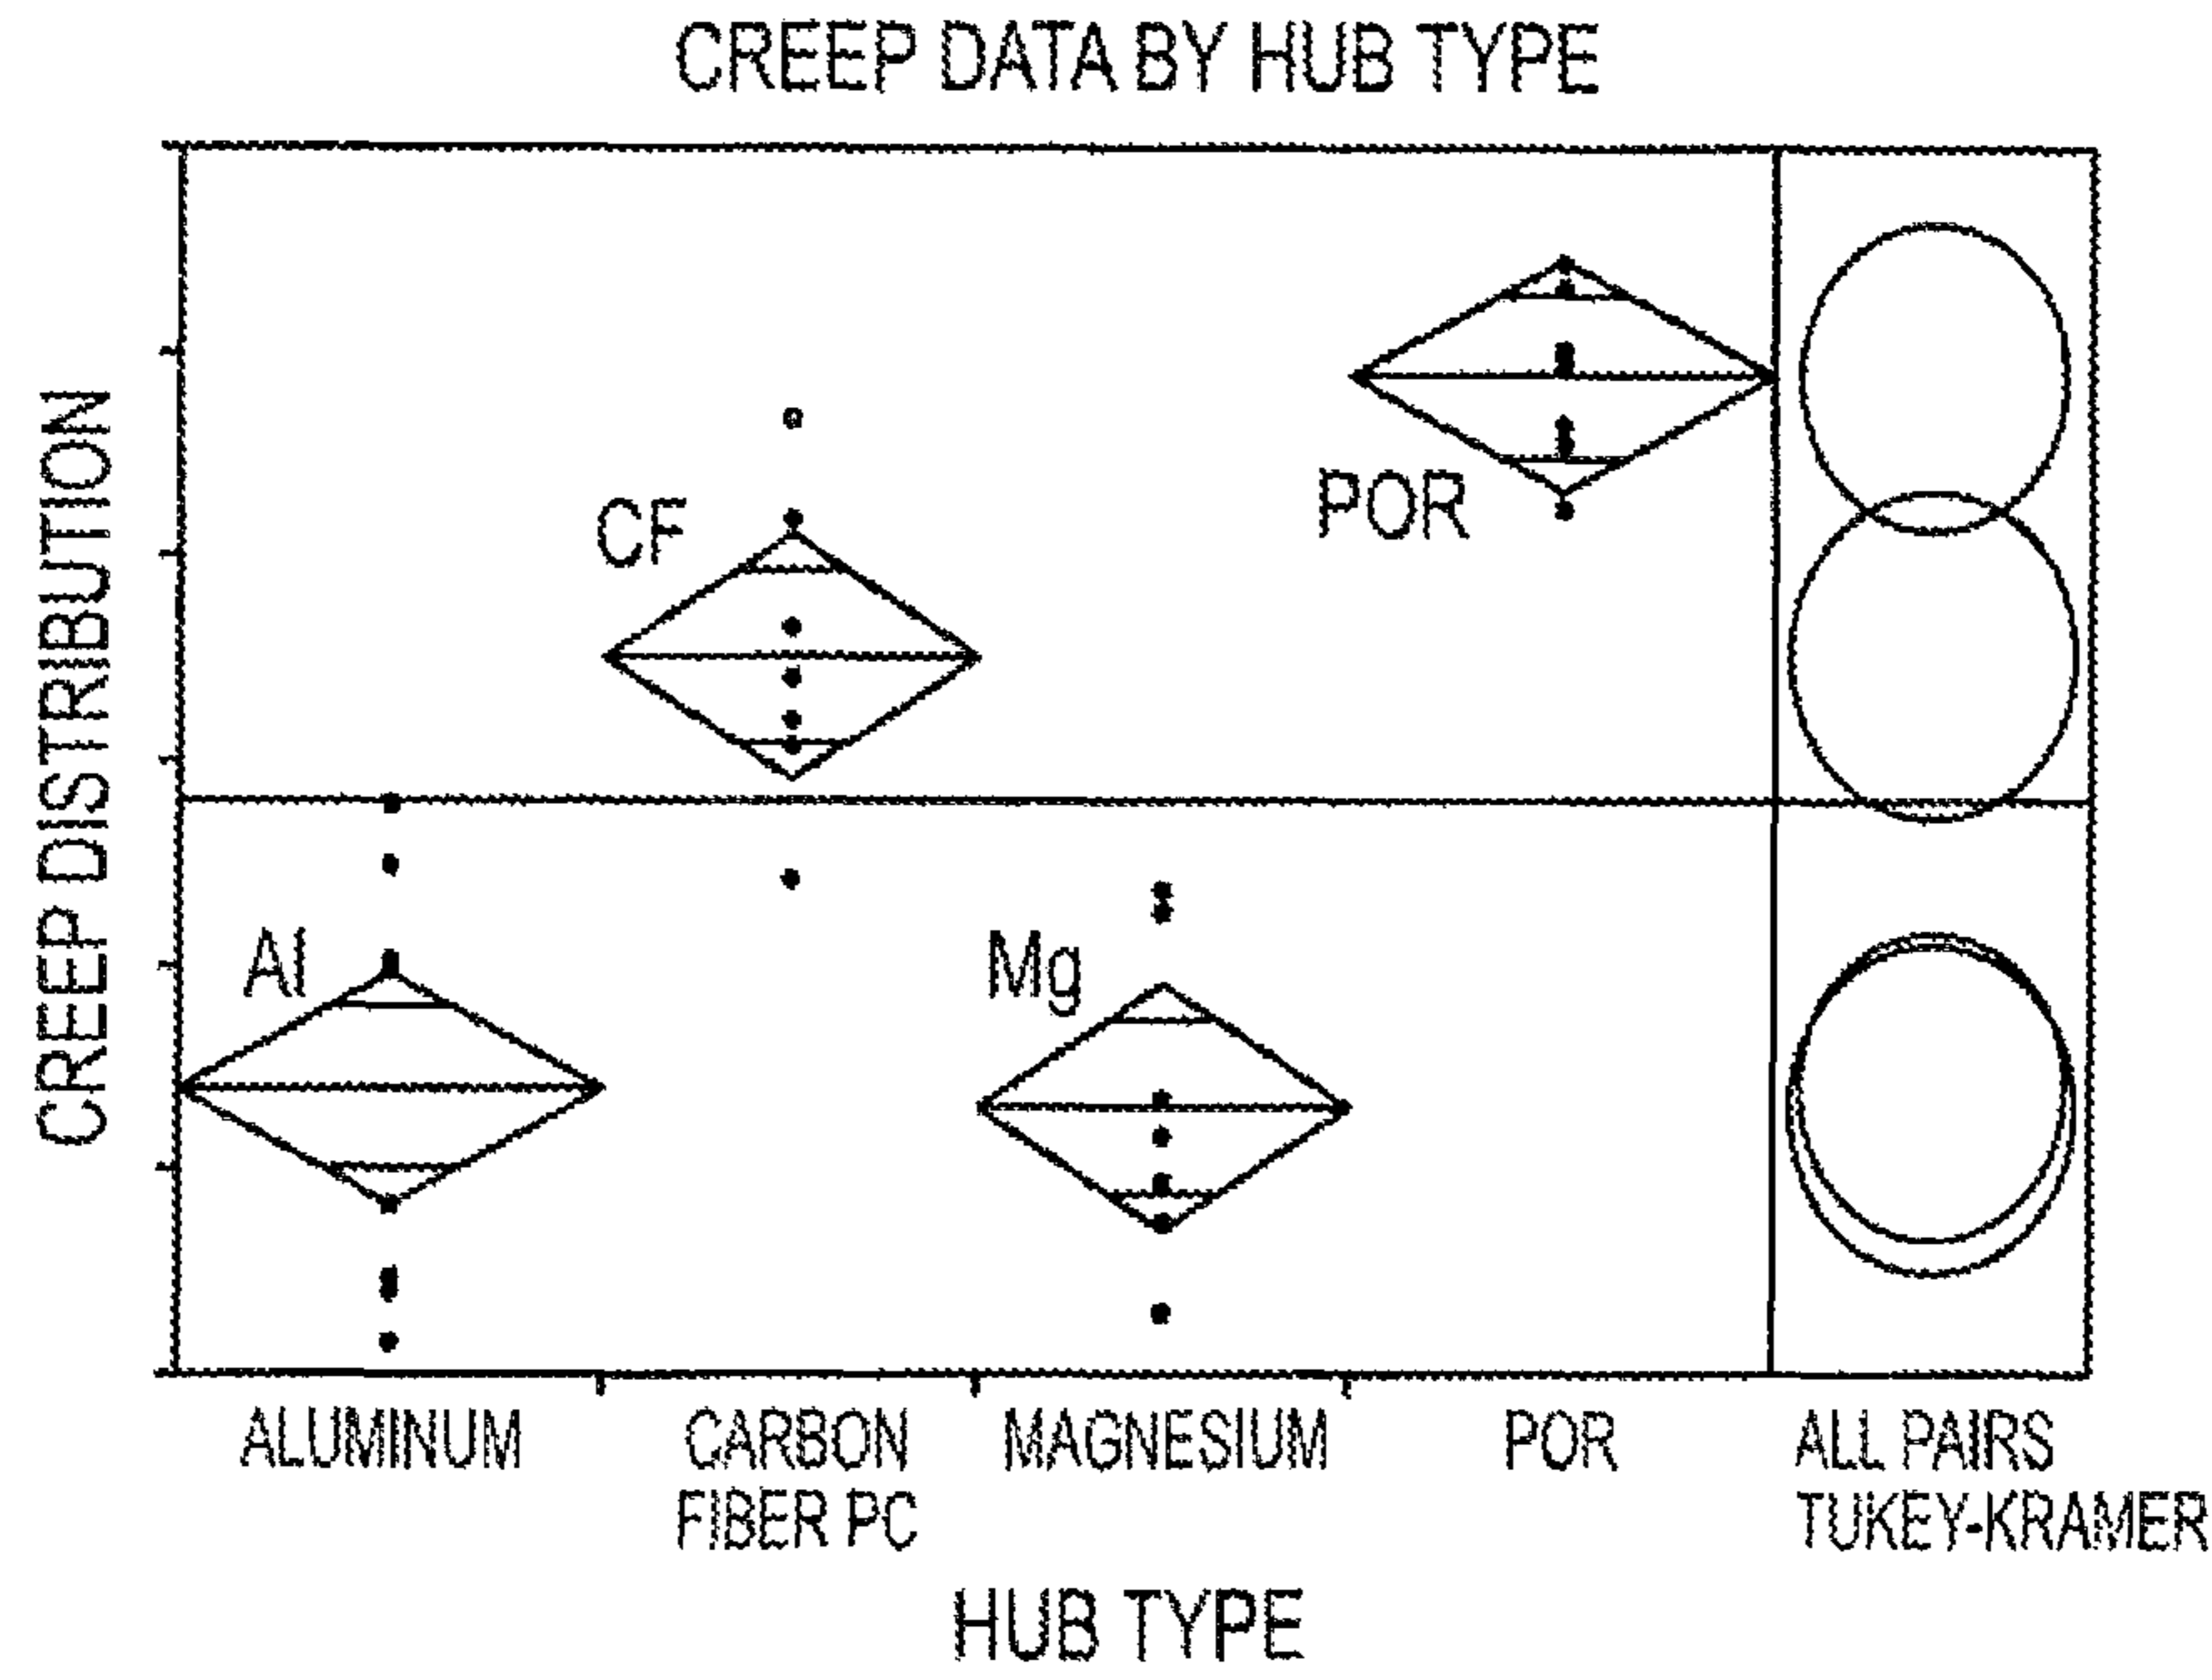 CREEP DATA BY HUB TYPE
CREEP DISTRIBUTION
CF
POR
Al
Mg
ALUMINUM
CARBON
FIBER PC
MAGNESIUM
POR
ALL PAIRS
TUKEY-KRAMER
HUB TYPE